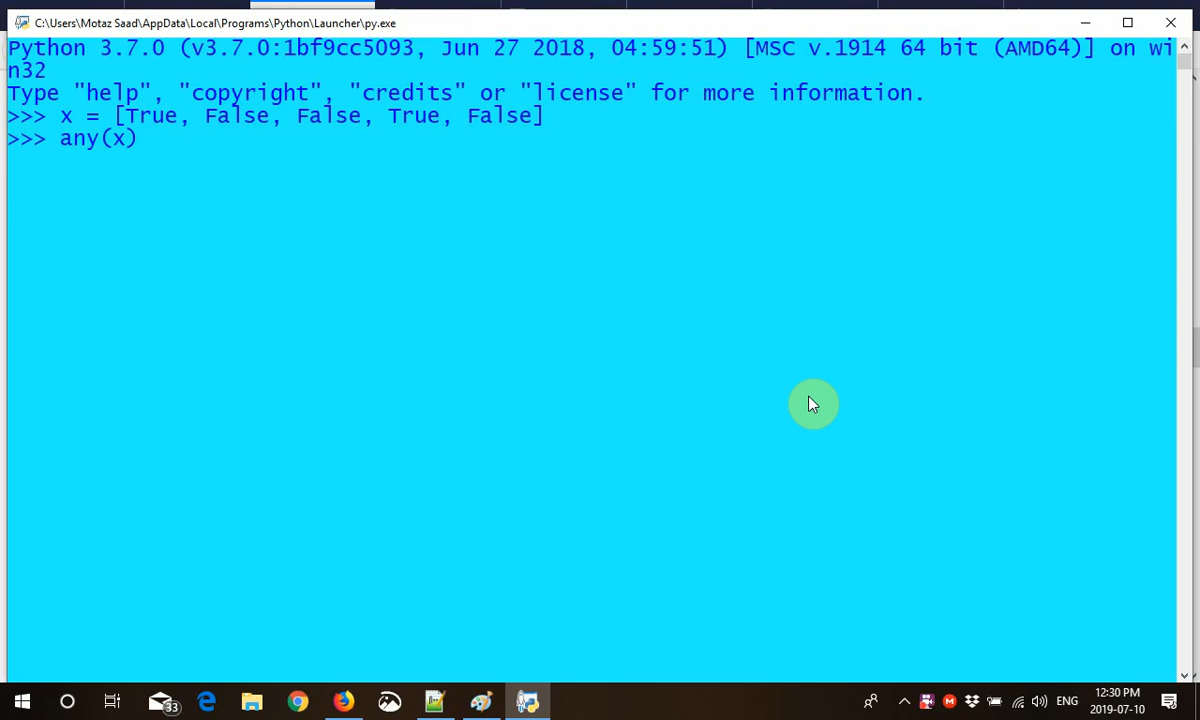 C:\Users\Motaz Saad\AppData\Local\Programs\Python\Launcher\py.exe
Python 3.7.0 (v3.7.0:1bf9cc5093, Jun 27 2018, 04:59:51) [MSC v.1914 64 bit (AMD64)] on wi
n32
Type "help", "copyright", "credits" or "license" for more information.
>>> x = [True, False, False, True, False]
>>> any(x)
33
ENG
12:30 PM
2019-07-10